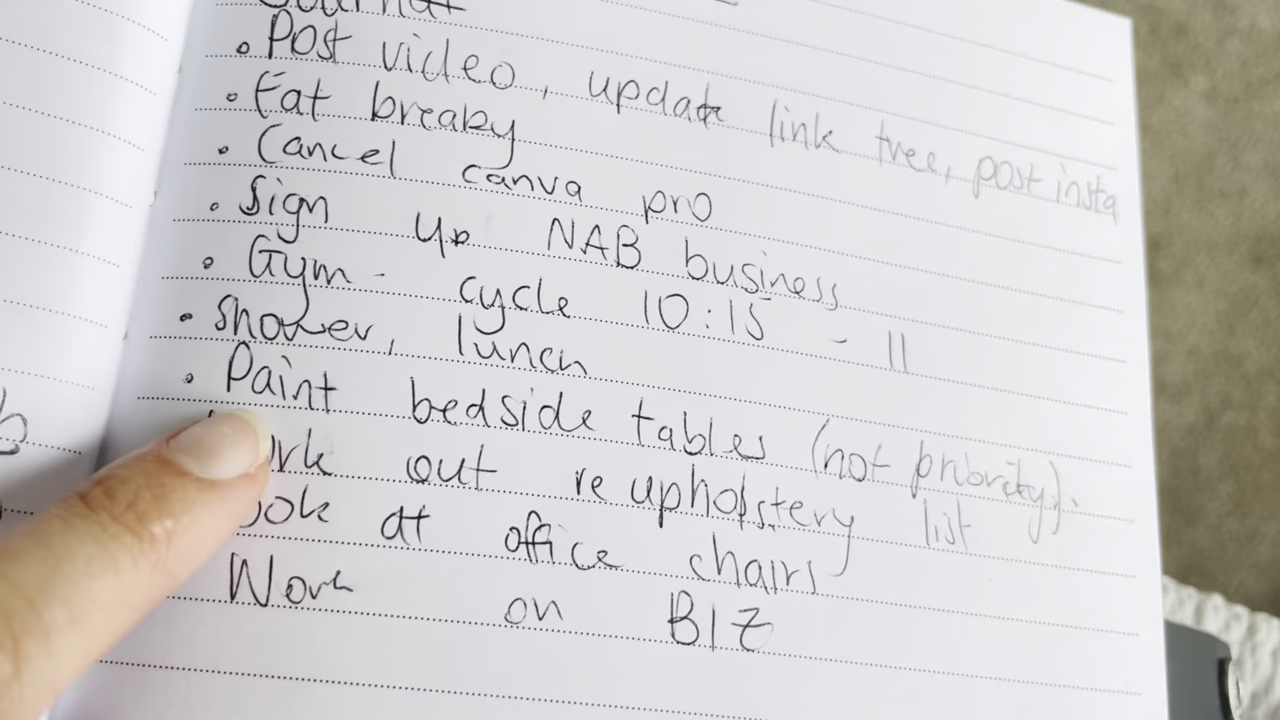 Journal
• Post video, update link tree, post insta
• Eat breaky
• Cancel canva pro
• Sign up NAB business
• Gym - cycle 10:15 - 11
• Shower, lunch
• Paint bedside tables (not priority).
out re upholstery list
at office chairs
Work on BIZ